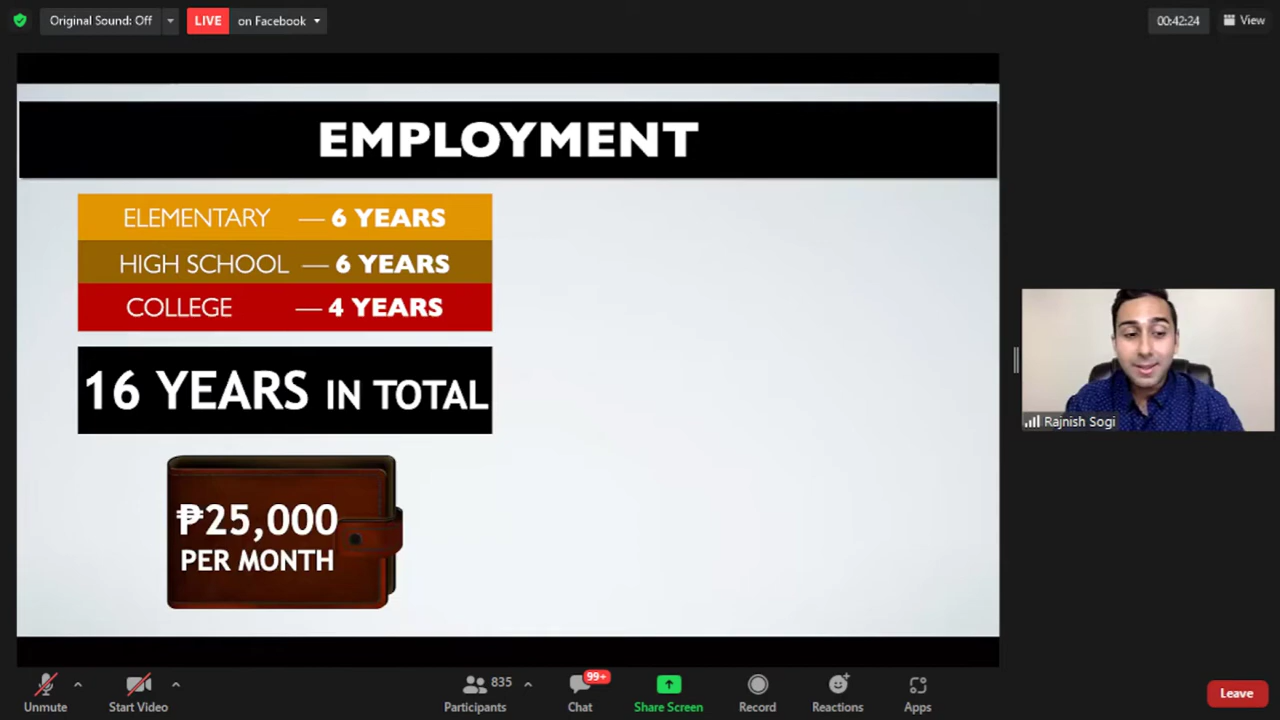 Original Sound: Off
LIVE on Facebook
00:42:24
View
EMPLOYMENT
ELEMENTARY — 6 YEARS
HIGH SCHOOL — 6 YEARS
COLLEGE — 4 YEARS
16 YEARS IN TOTAL
₱25,000
PER MONTH
Rajnish Sogi
Unmute
Start Video
835
Participants
99+
Chat
Share Screen
Record
Reactions
Apps
Leave